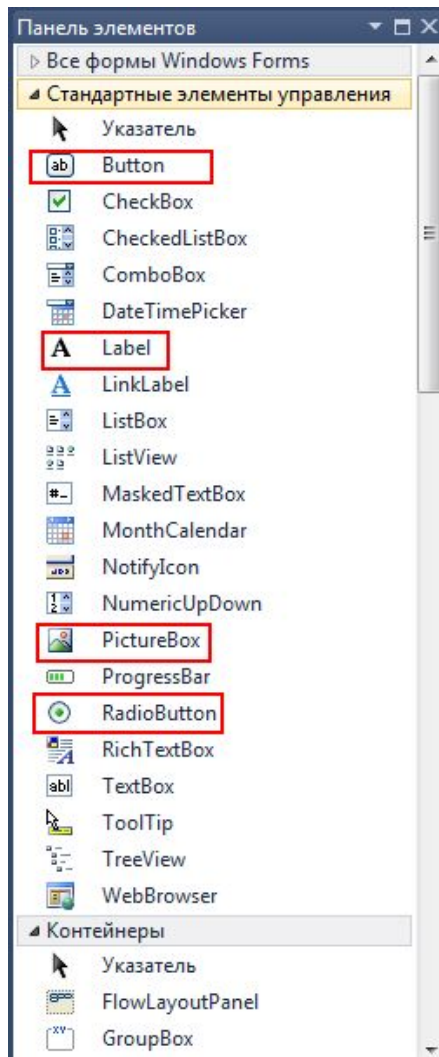 Панель элементов
Все формы Windows Forms
Стандартные элементы управления
Указатель
Button
CheckBox
CheckedListBox
ComboBox
DateTimePicker
Label
LinkLabel
ListBox
ListView
MaskedTextBox
MonthCalendar
NotifyIcon
NumericUpDown
PictureBox
ProgressBar
RadioButton
RichTextBox
TextBox
ToolTip
TreeView
WebBrowser
Контейнеры
Указатель
FlowLayoutPanel
GroupBox